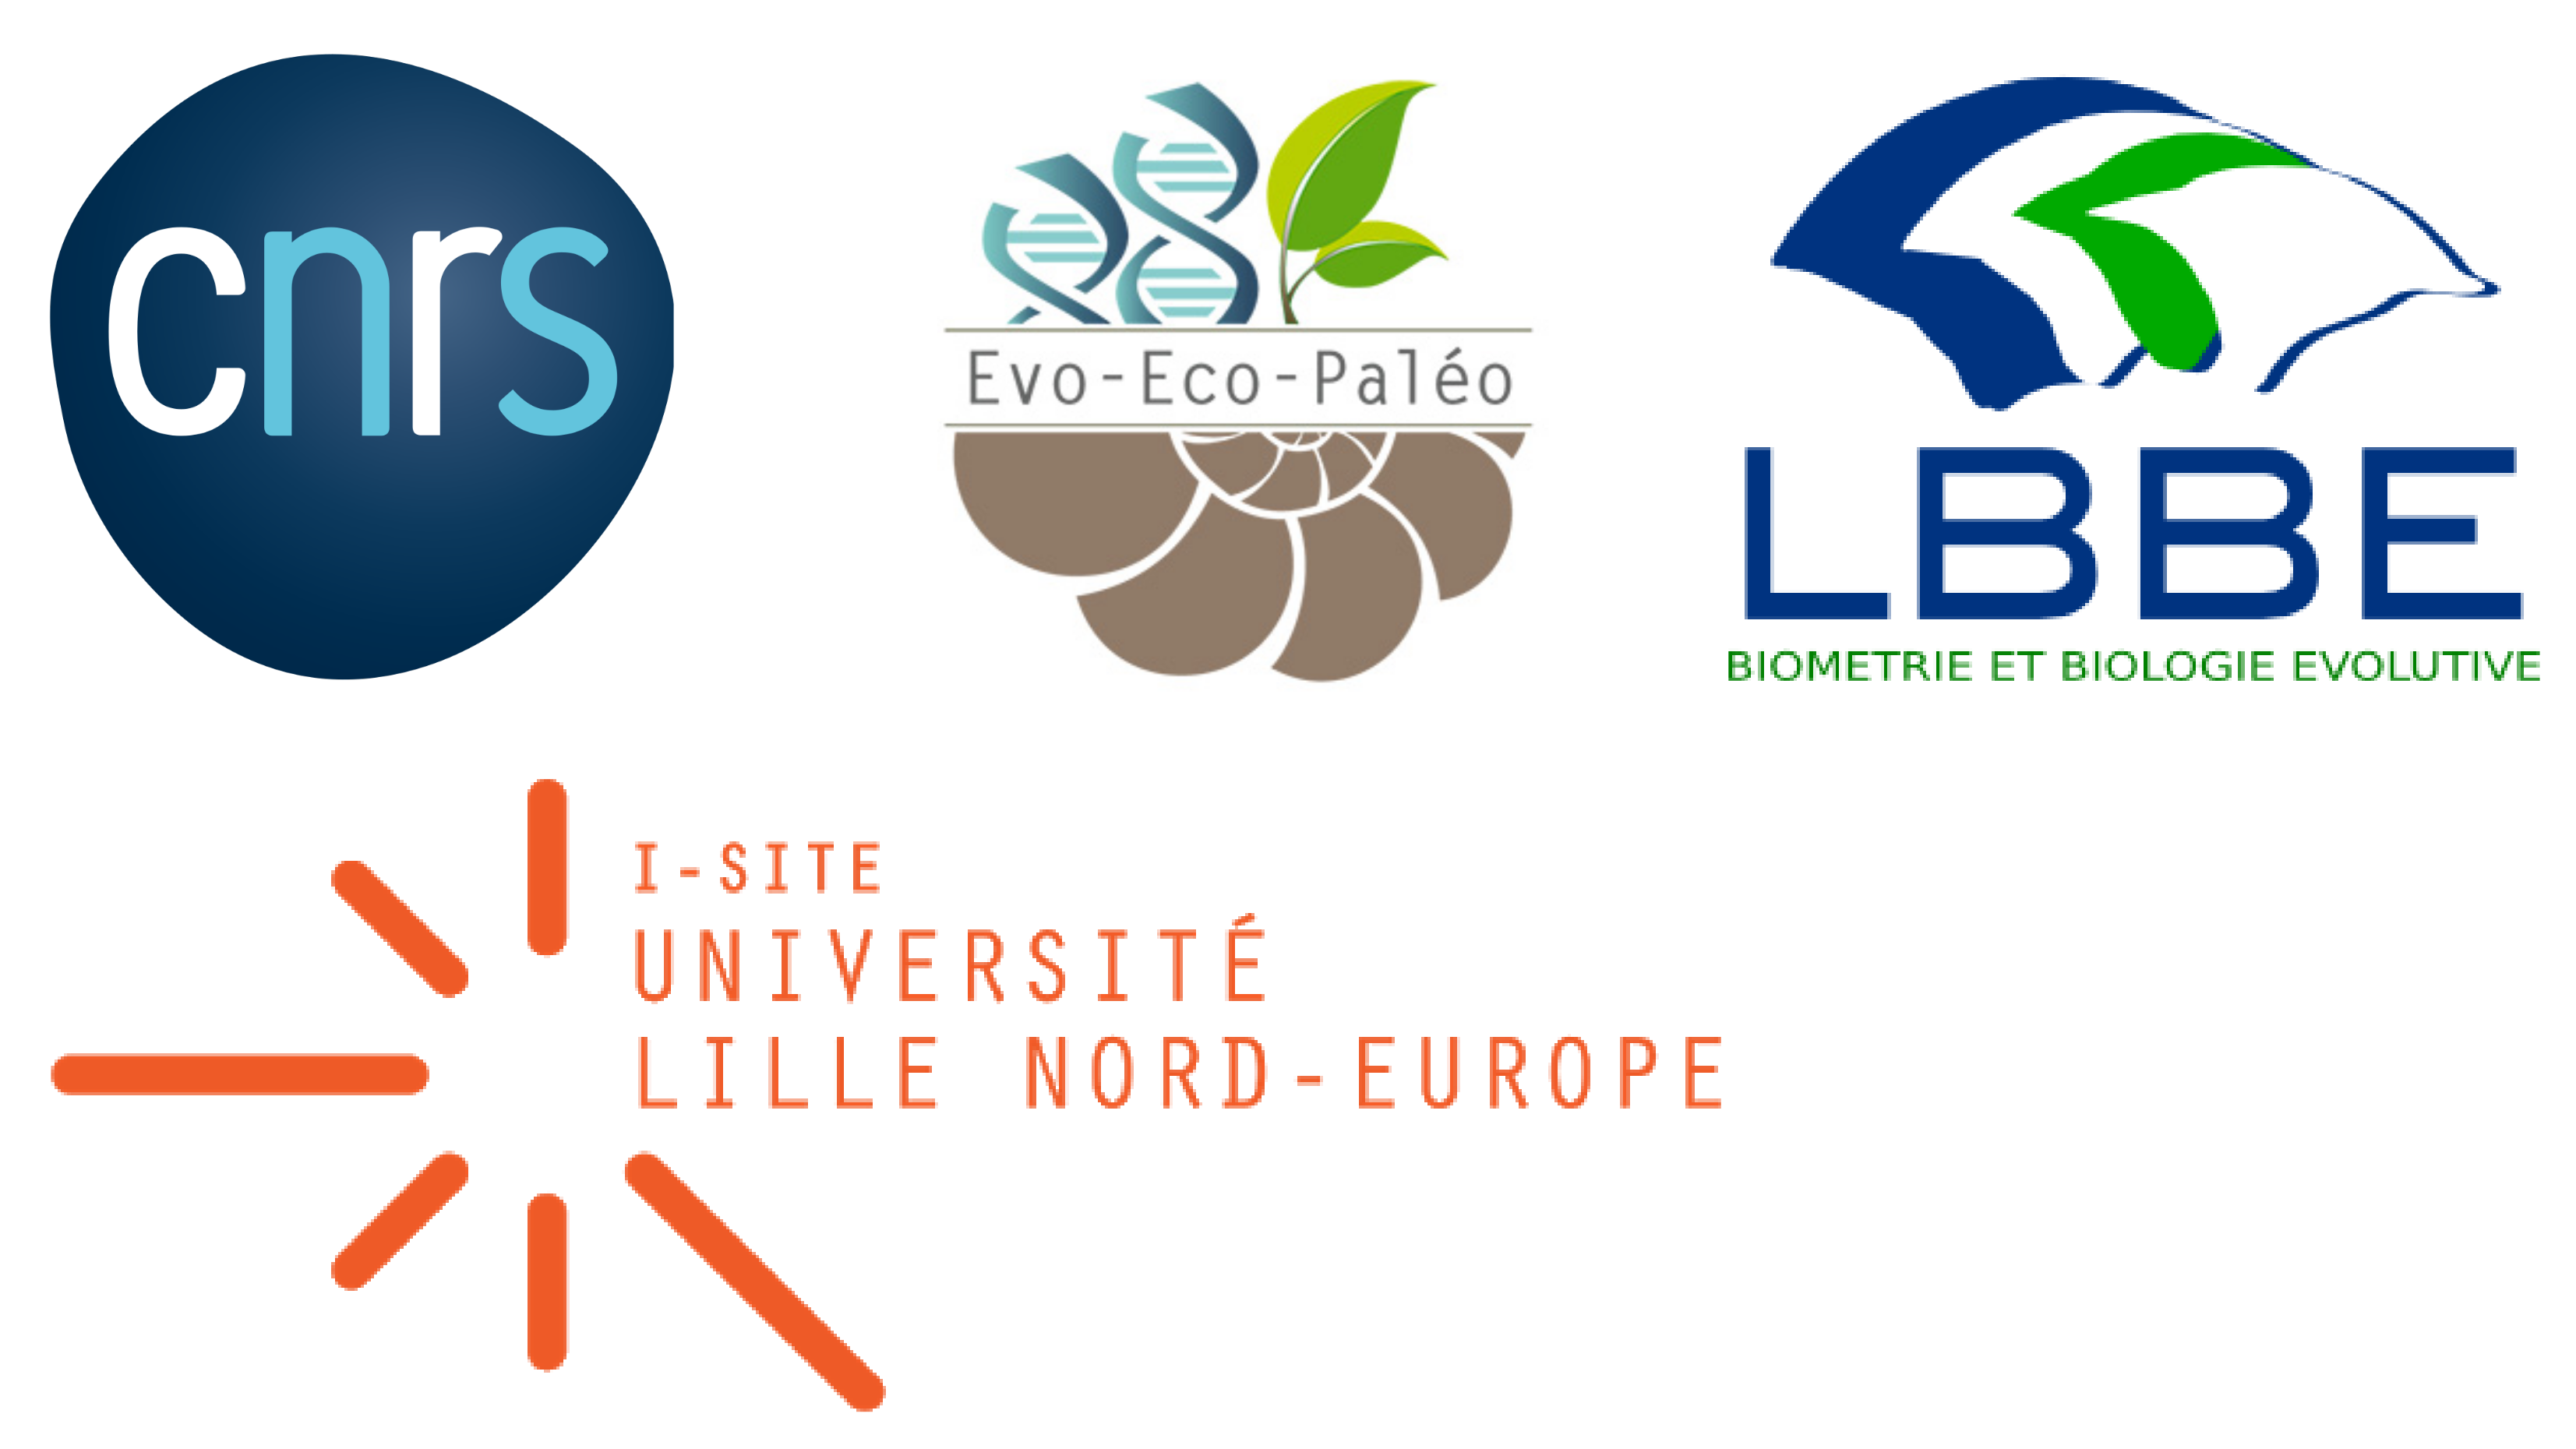 cnrs
Evo-Eco-Paléo
LBBE
BIOMETRIE ET BIOLOGIE EVOLUTIVE
I-SITE
UNIVERSITÉ
LILLE NORD-EUROPE